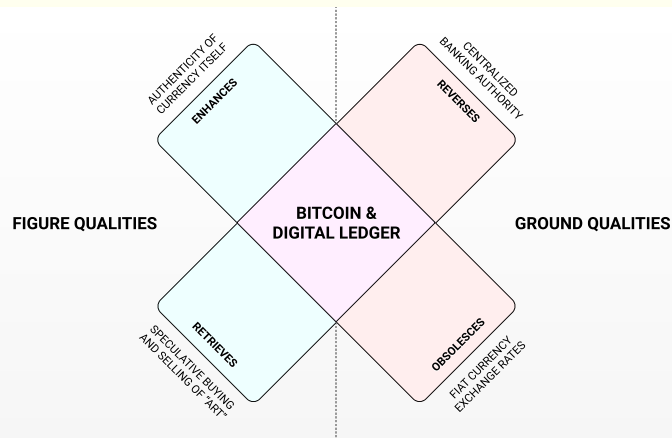 AUTHENTICITY OF
CURRENCY ITSELF
ENHANCES
CENTRALIZED
BANKING AUTHORITY
REVERSES
FIGURE QUALITIES
BITCOIN &
DIGITAL LEDGER
GROUND QUALITIES
RETRIEVES
SPECULATIVE BUYING
AND SELLING OF "ART"
OBSOLESCES
FIAT CURRENCY
EXCHANGE RATES